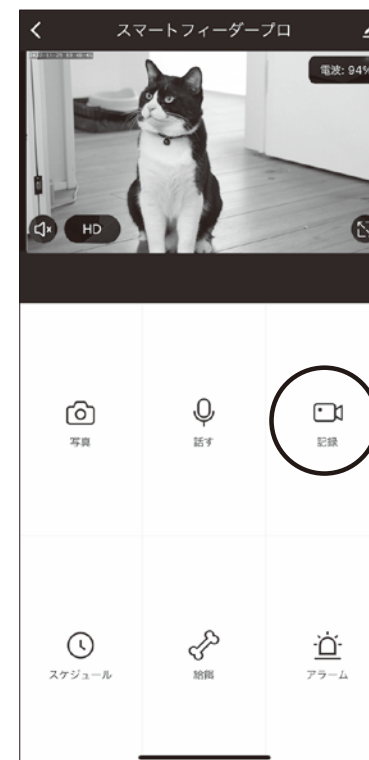 スマートフィーダープロ
電波: 94%
HD
写真
話す
記録
スケジュール
給餌
アラーム